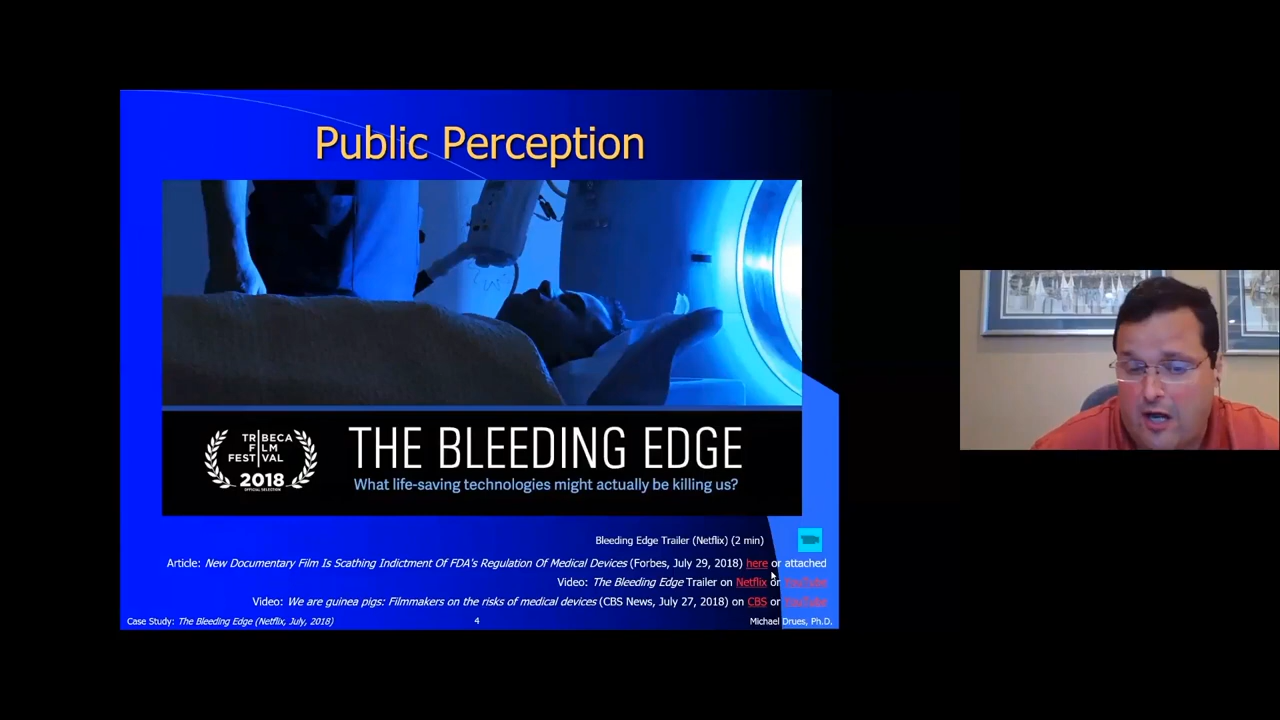 Public Perception
TRIBECA
FILM
FESTIVAL
2018
OFFICIAL SELECTION
THE BLEEDING EDGE
What life-saving technologies might actually be killing us?
Bleeding Edge Trailer (Netflix) (2 min)
Article: New Documentary Film Is Scathing Indictment Of FDA's Regulation Of Medical Devices (Forbes, July 29, 2018) here or attached
Video: The Bleeding Edge Trailer on Netflix or YouTube
Video: We are guinea pigs: Filmmakers on the risks of medical devices (CBS News, July 27, 2018) on CBS or YouTube
Case Study: The Bleeding Edge (Netflix, July, 2018)
4
Michael Drues, Ph.D.